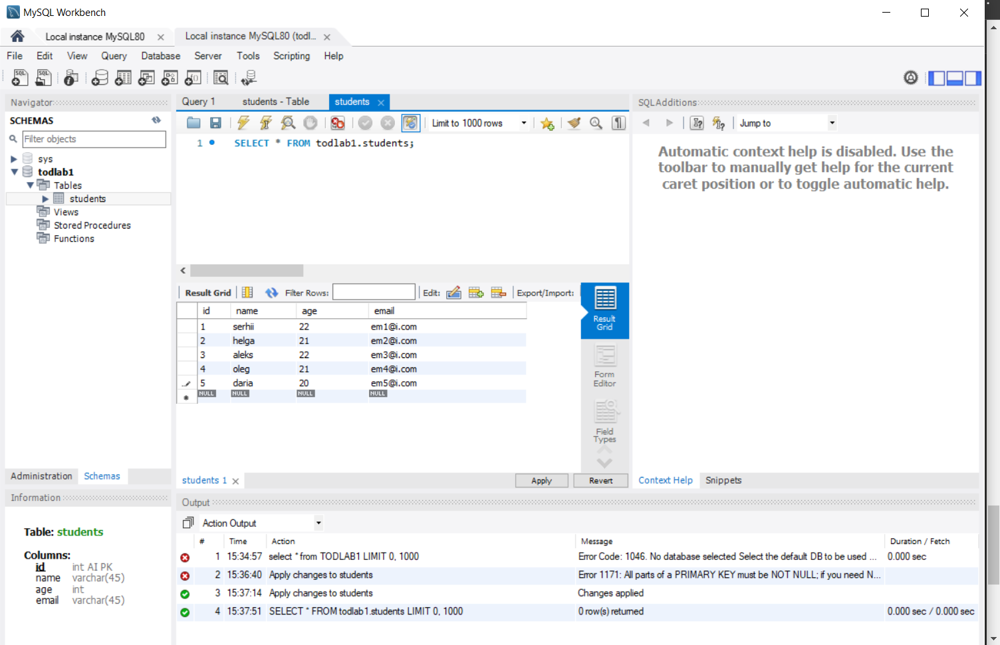 MySQL Workbench
Local instance MySQL80
Local instance MySQL80 (todl...
File Edit View Query Database Server Tools Scripting Help
Navigator
SCHEMAS
Filter objects
sys
todlab1
Tables
students
Views
Stored Procedures
Functions
Administration Schemas
Information
Table: students
Columns:
id int AI PK
name varchar(45)
age int
email varchar(45)
Query 1 students - Table students
Limit to 1000 rows
1 SELECT * FROM todlab1.students;
Result Grid Filter Rows: Edit: Export/Import:
id name age email
1 serhii 22 em1@i.com
2 helga 21 em2@i.com
3 aleks 22 em3@i.com
4 oleg 21 em4@i.com
5 daria 20 em5@i.com
NULL NULL NULL NULL
Result
Grid
Form
Editor
Field
Types
students 1 Apply Revert
SQLAdditions
Jump to
Automatic context help is disabled. Use the
toolbar to manually get help for the current
caret position or to toggle automatic help.
Context Help Snippets
Output
Action Output
# Time Action Message Duration / Fetch
1 15:34:57 select * from TODLAB1 LIMIT 0, 1000 Error Code: 1046. No database selected Select the default DB to be used ... 0.000 sec
2 15:36:40 Apply changes to students Error 1171: All parts of a PRIMARY KEY must be NOT NULL; if you need N...
3 15:37:14 Apply changes to students Changes applied
4 15:37:51 SELECT * FROM todlab1.students LIMIT 0, 1000 0 row(s) returned 0.000 sec / 0.000 sec